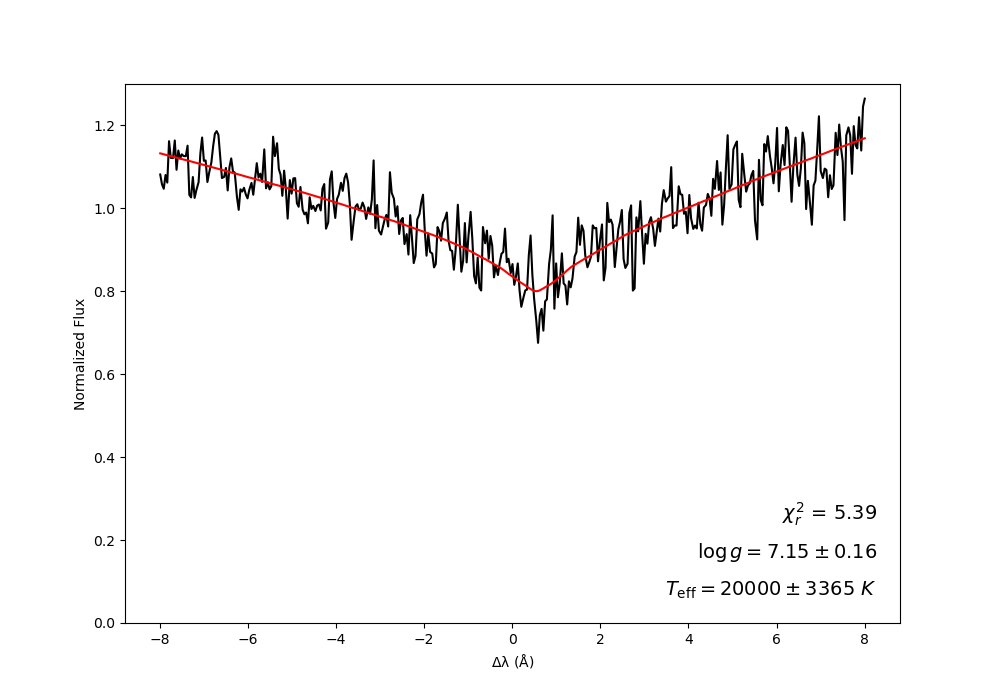 1.2
1.0
0.8
0.6
0.4
0.2
0.0
Normalized Flux
χ²ᵣ = 5.39
log g = 7.15 ± 0.16
T_eff = 20000 ± 3365 K
−8 −6 −4 −2 0 2 4 6 8
Δλ (Å)